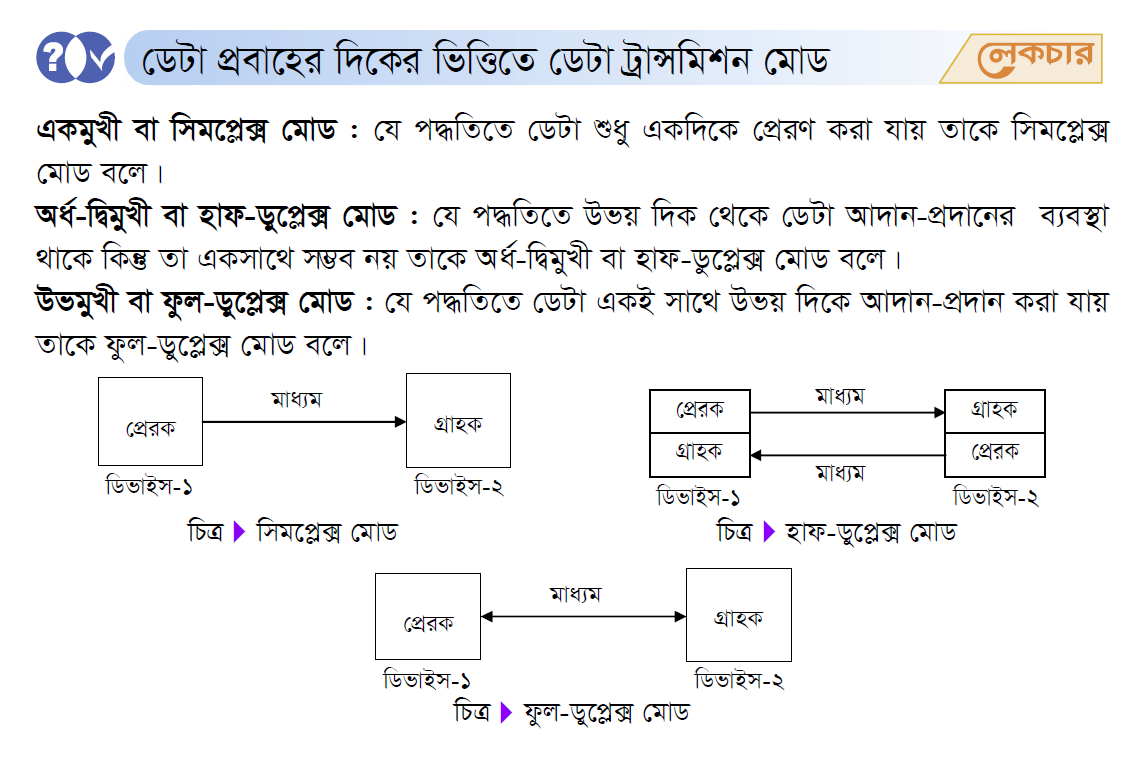 ডেটা প্রবাহের দিকের ভিত্তিতে ডেটা ট্রান্সমিশন মোড
লেকচার
একমুখী বা সিমপ্লেক্স মোড : যে পদ্ধতিতে ডেটা শুধু একদিকে প্রেরণ করা যায় তাকে সিমপ্লেক্স
মোড বলে।
অর্ধ-দ্বিমুখী বা হাফ-ডুপ্লেক্স মোড : যে পদ্ধতিতে উভয় দিক থেকে ডেটা আদান-প্রদানের ব্যবস্থা
থাকে কিন্তু তা একসাথে সম্ভব নয় তাকে অর্ধ-দ্বিমুখী বা হাফ-ডুপ্লেক্স মোড বলে।
উভমুখী বা ফুল-ডুপ্লেক্স মোড : যে পদ্ধতিতে ডেটা একই সাথে উভয় দিকে আদান-প্রদান করা যায়
তাকে ফুল-ডুপ্লেক্স মোড বলে।
প্রেরক
মাধ্যম
গ্রাহক
ডিভাইস-১
ডিভাইস-২
চিত্র সিমপ্লেক্স মোড
প্রেরক
মাধ্যম
গ্রাহক
গ্রাহক
মাধ্যম
প্রেরক
ডিভাইস-১
ডিভাইস-২
চিত্র হাফ-ডুপ্লেক্স মোড
প্রেরক
মাধ্যম
গ্রাহক
ডিভাইস-১
ডিভাইস-২
চিত্র ফুল-ডুপ্লেক্স মোড